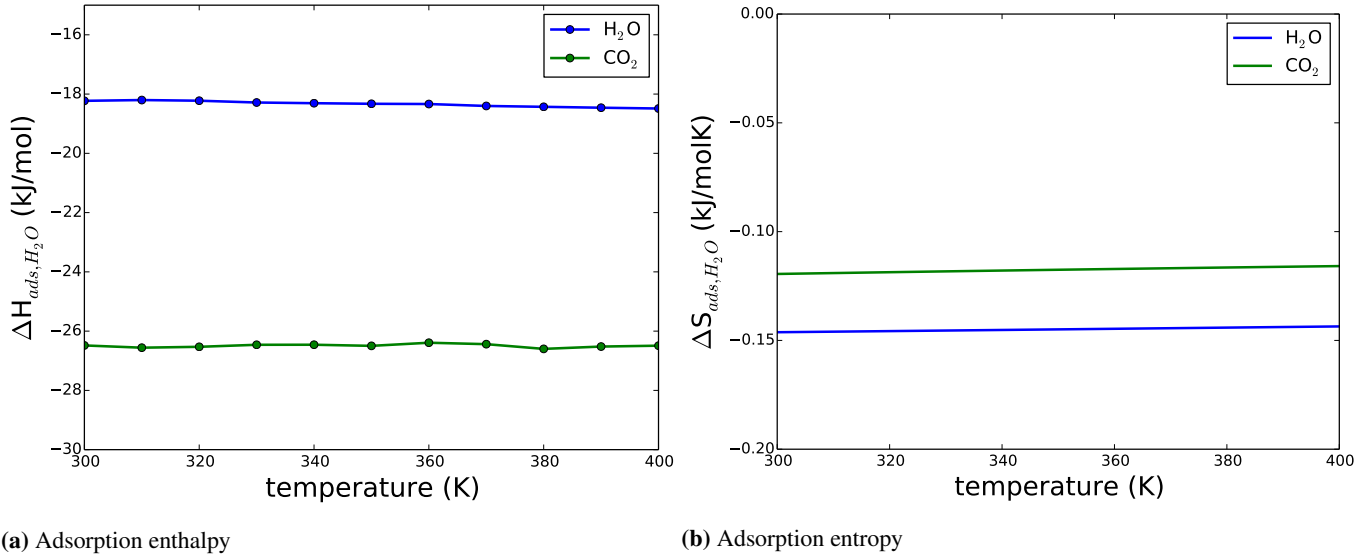 −16
−18
−20
−22
−24
−26
−28
−30
ΔH_{ads,H_2O} (kJ/mol)
H₂O
CO₂
300
320
340
360
380
400
temperature (K)
(a) Adsorption enthalpy
0.00
−0.05
−0.10
−0.15
−0.20
ΔS_{ads,H_2O} (kJ/molK)
H₂O
CO₂
300
320
340
360
380
400
temperature (K)
(b) Adsorption entropy